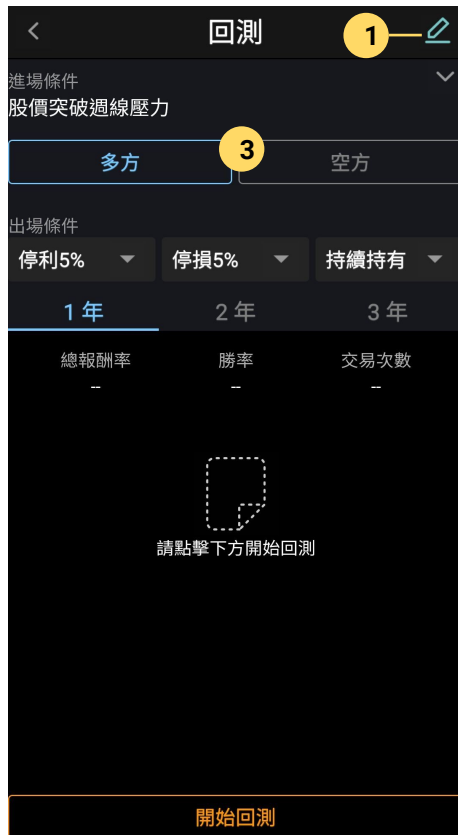 回測
1
進場條件
股價突破週線壓力
多方
3
空方
出場條件
停利5%
停損5%
持續持有
1年
2年
3年
總報酬率
勝率
交易次數
--
--
--
請點擊下方開始回測
開始回測